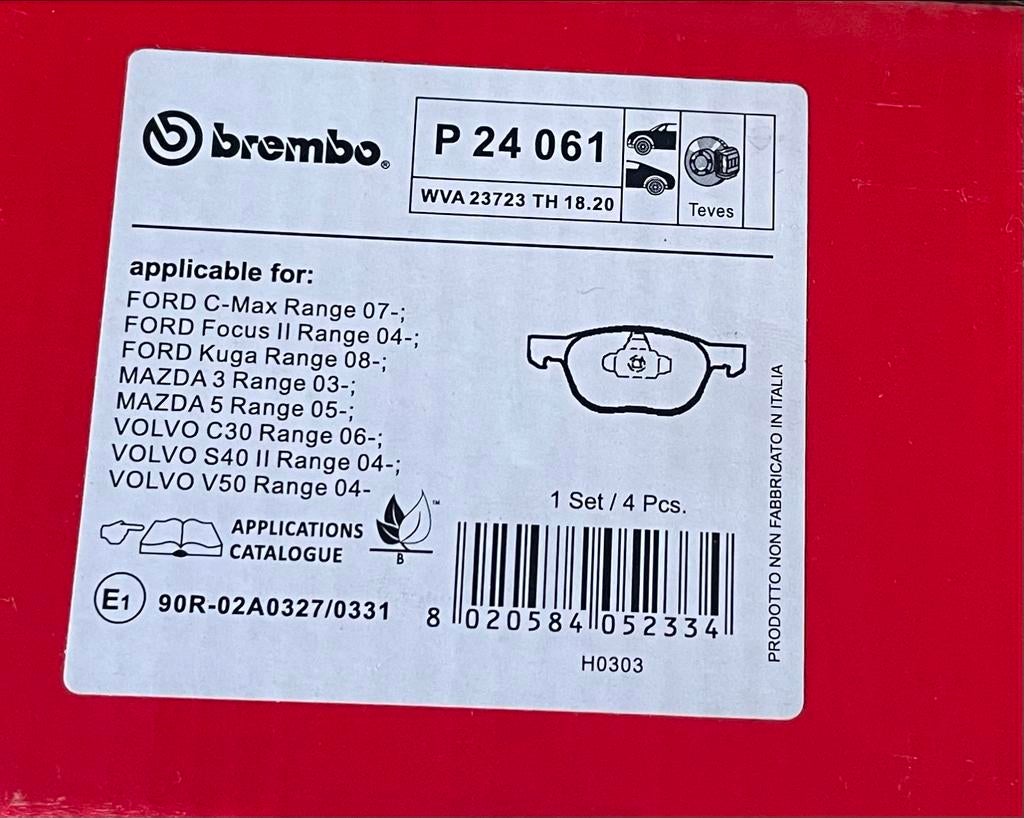 brembo®
P 24 061
WVA 23723 TH 18.20
Teves
applicable for:
FORD C-Max Range 07-;
FORD Focus II Range 04-;
FORD Kuga Range 08-;
MAZDA 3 Range 03-;
MAZDA 5 Range 05-;
VOLVO C30 Range 06-;
VOLVO S40 II Range 04-;
VOLVO V50 Range 04-
1 Set / 4 Pcs.
APPLICATIONS
CATALOGUE
™
B
E1 90R-02A0327/0331
8 020584 052334
H0303
PRODOTTO NON FABBRICATO IN ITALIA